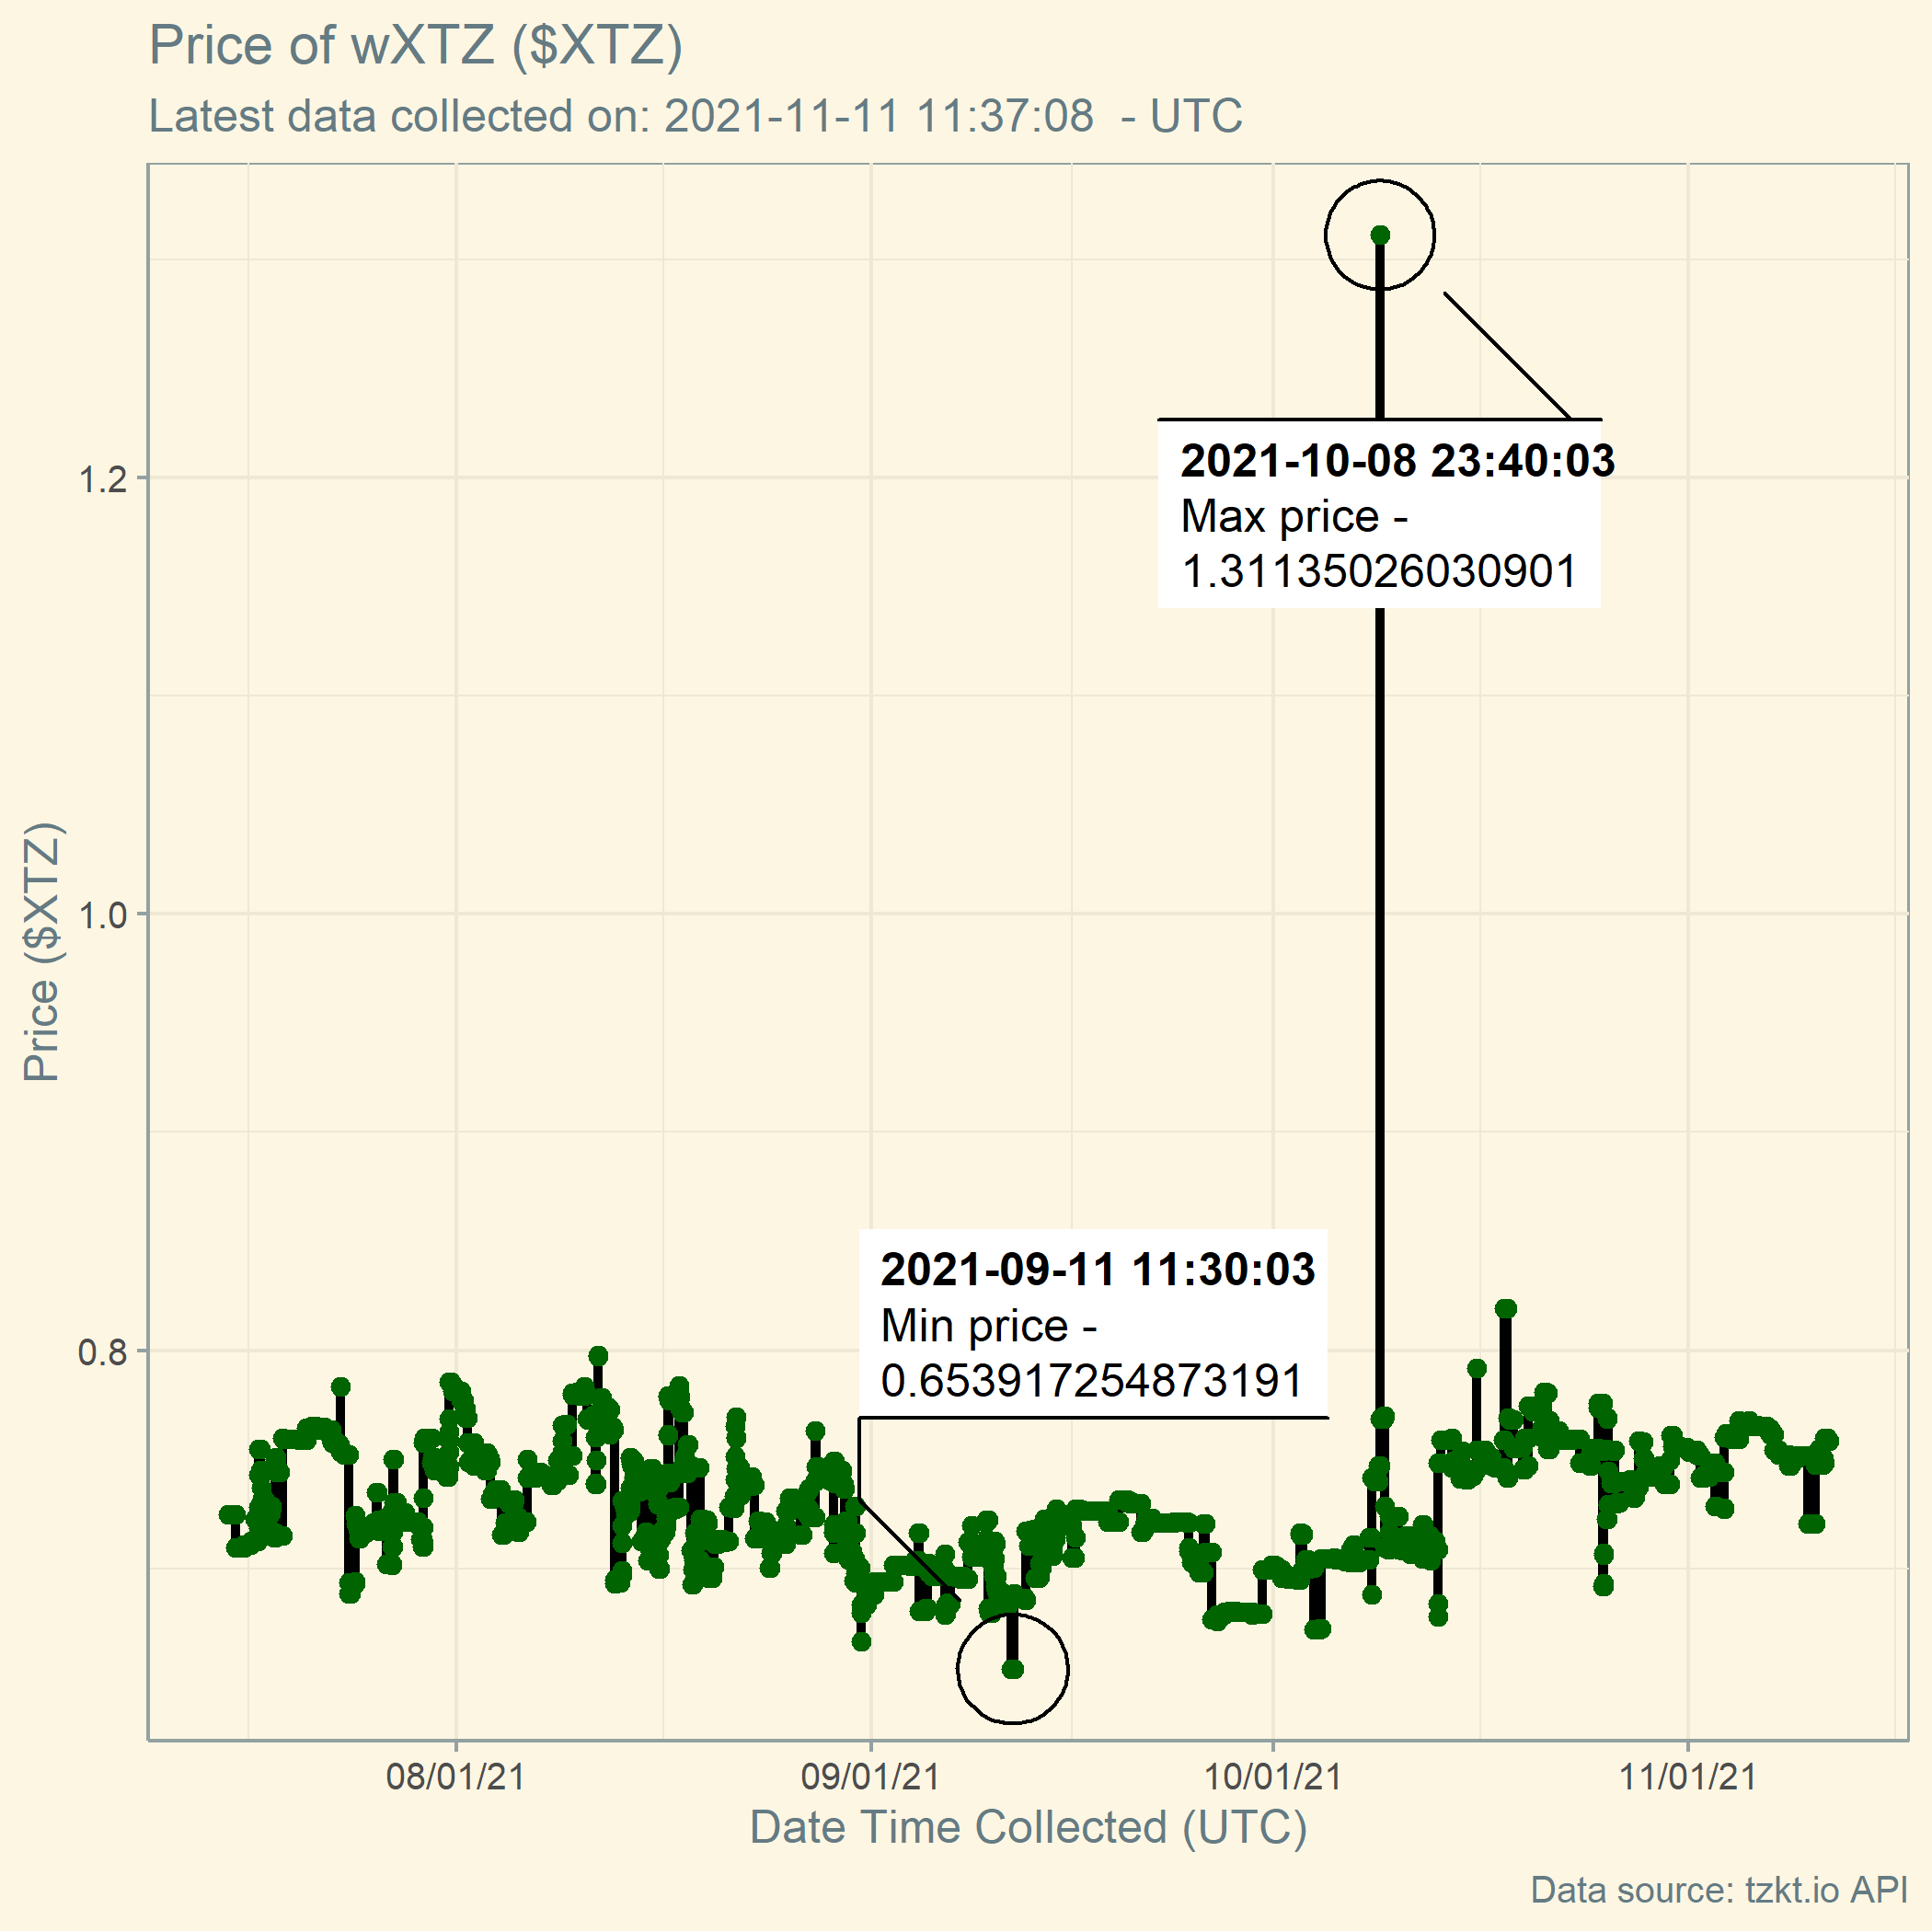 Price of wXTZ ($XTZ)
Latest data collected on: 2021-11-11 11:37:08  - UTC
Price ($XTZ)
1.2
1.0
0.8
2021-10-08 23:40:03
Max price -
1.31135026030901
2021-09-11 11:30:03
Min price -
0.653917254873191
08/01/21
09/01/21
10/01/21
11/01/21
Date Time Collected (UTC)
Data source: tzkt.io API